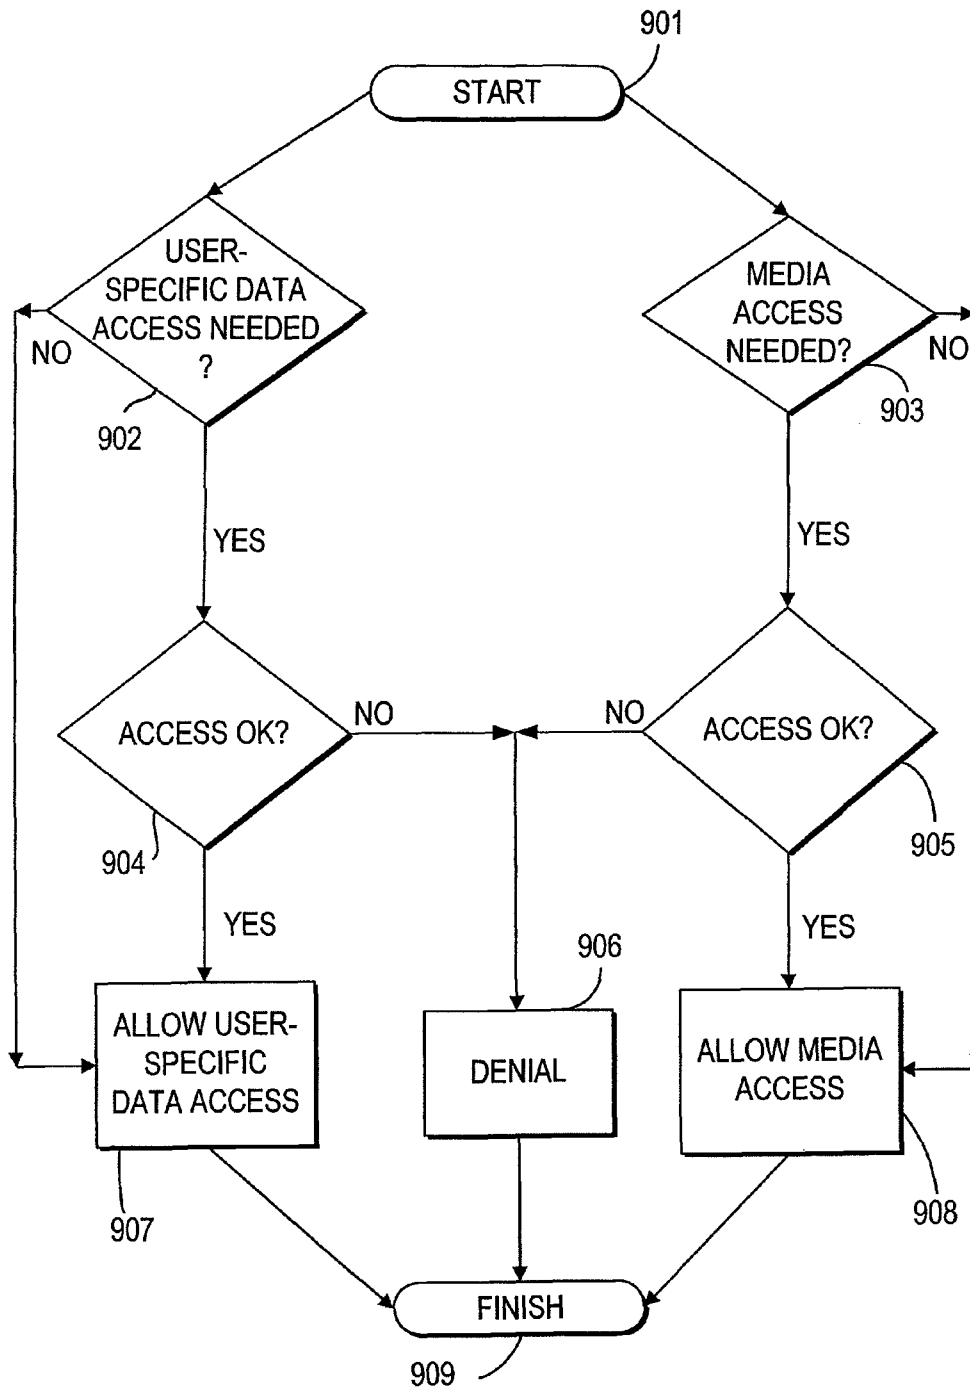 901
START
USER-
SPECIFIC DATA
ACCESS NEEDED
?
MEDIA
ACCESS
NEEDED?
NO
NO
902
903
YES
YES
ACCESS OK?
NO
NO
ACCESS OK?
904
905
YES
YES
906
ALLOW USER-
SPECIFIC
DATA ACCESS
DENIAL
ALLOW MEDIA
ACCESS
907
908
FINISH
909